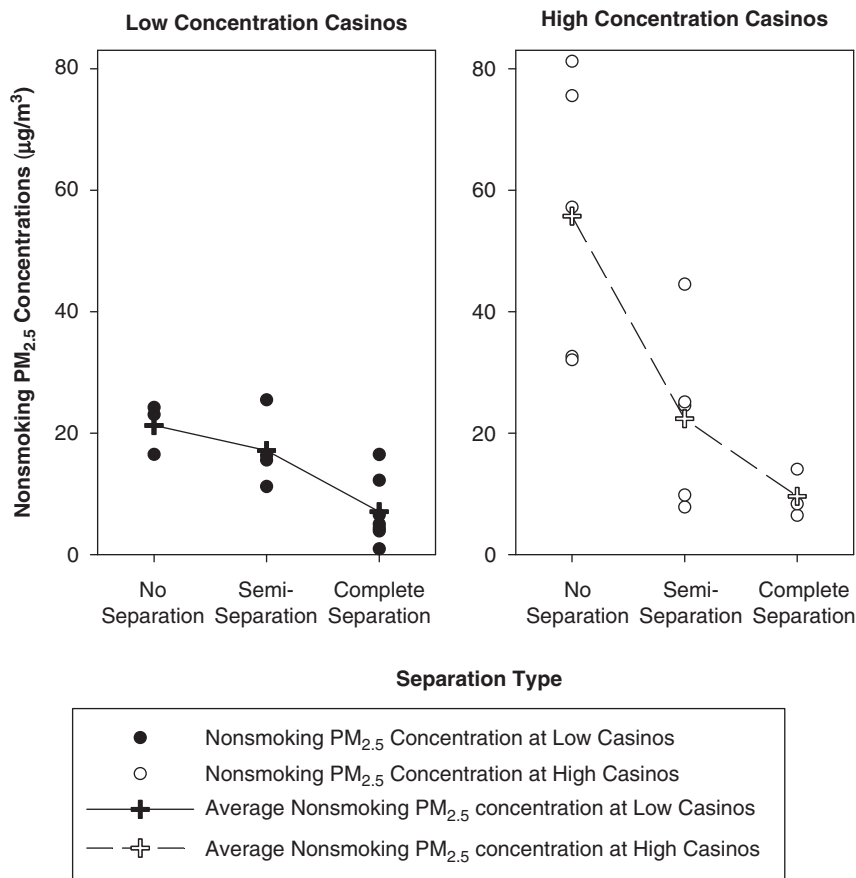 Low Concentration Casinos
High Concentration Casinos
Nonsmoking PM2.5 Concentrations (μg/m³)
80
60
40
20
0
80
60
40
20
0
No
Separation
Semi-
Separation
Complete
Separation
No
Separation
Semi-
Separation
Complete
Separation
Separation Type
Nonsmoking PM2.5 Concentration at Low Casinos
Nonsmoking PM2.5 Concentration at High Casinos
Average Nonsmoking PM2.5 concentration at Low Casinos
Average Nonsmoking PM2.5 concentration at High Casinos